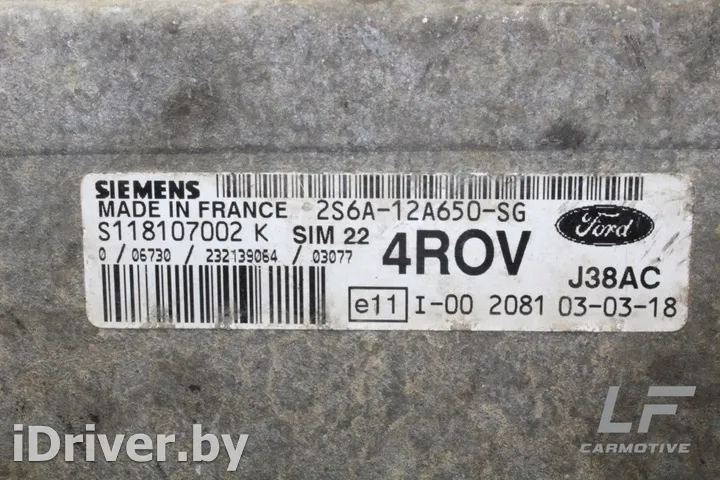 SIEMENS
MADE IN FRANCE 2S6A-12A650-SG
S118107002 K SIM 22
4ROV
Ford
0 / 06730 / 232139064 / 03077
J38AC
e11 I-00 2081 03-03-18
LF
CARMOTIVE
iDriver.by